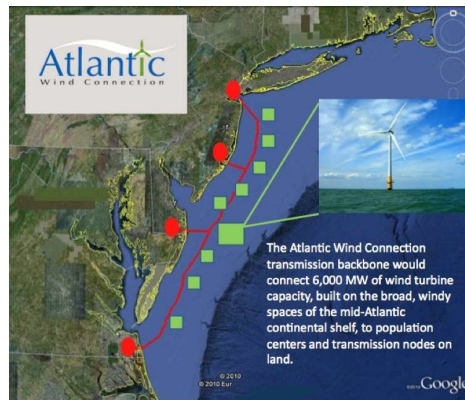 Atlantic
Wind Connection
The Atlantic Wind Connection
transmission backbone would
connect 6,000 MW of wind turbine
capacity, built on the broad, windy
spaces of the mid-Atlantic
continental shelf, to population
centers and transmission nodes on
land.
© 2010
© 2010 Eur
©2010 Google